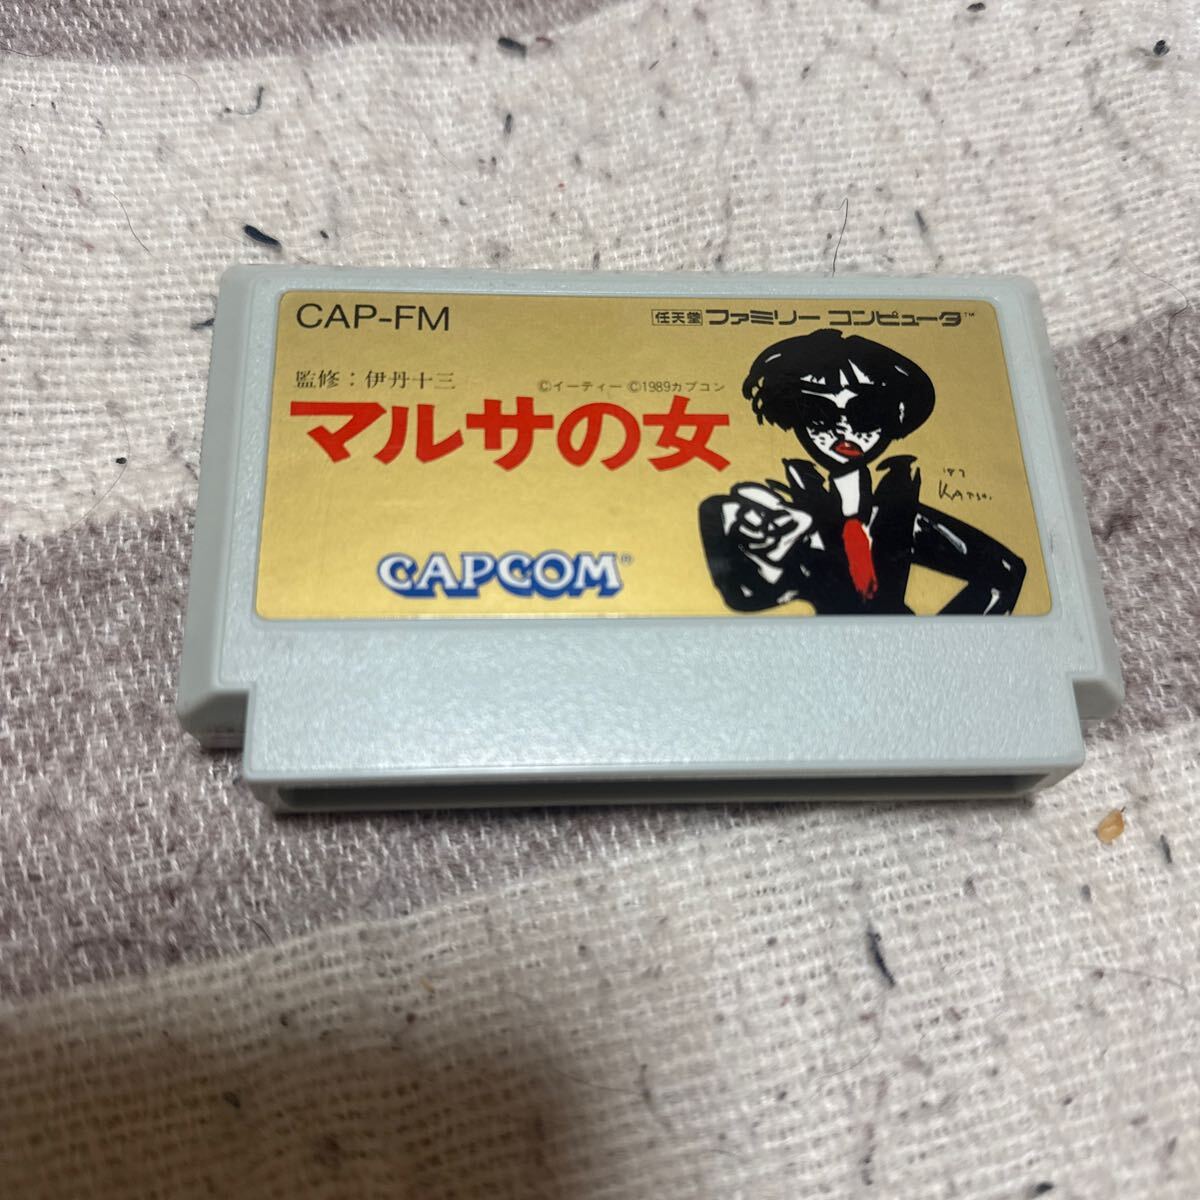 CAP-FM
任天堂 ファミリー コンピュータ™
監修：伊丹十三
©イーティー ©1989カプコン
マルサの女
'87
KATSU.
CAPCOM®